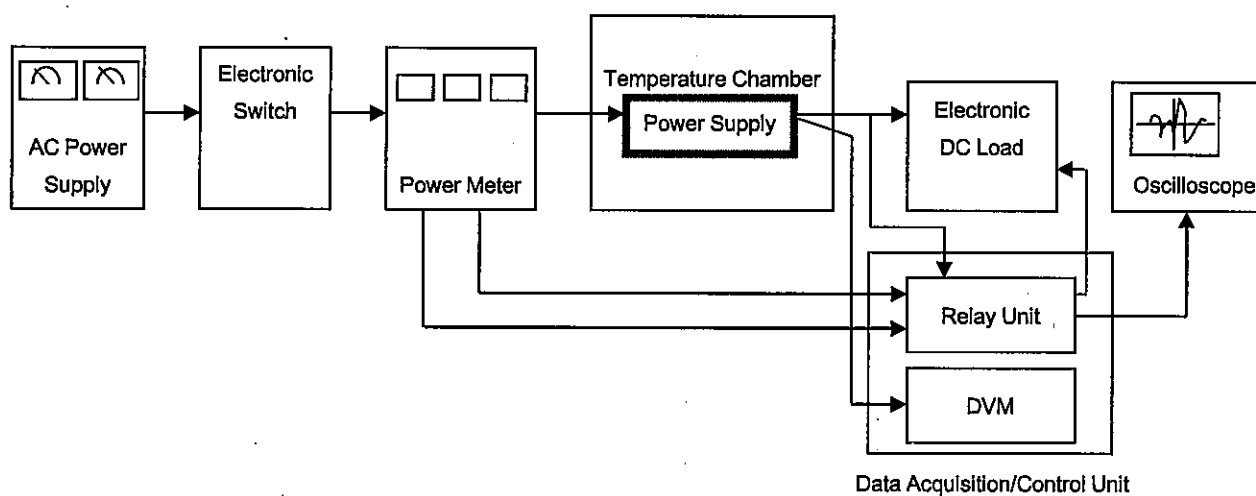 AC Power
Supply
Electronic
Switch
Power Meter
Temperature Chamber
Power Supply
Electronic
DC Load
Oscilloscope
Relay Unit
DVM
Data Acquisition/Control Unit